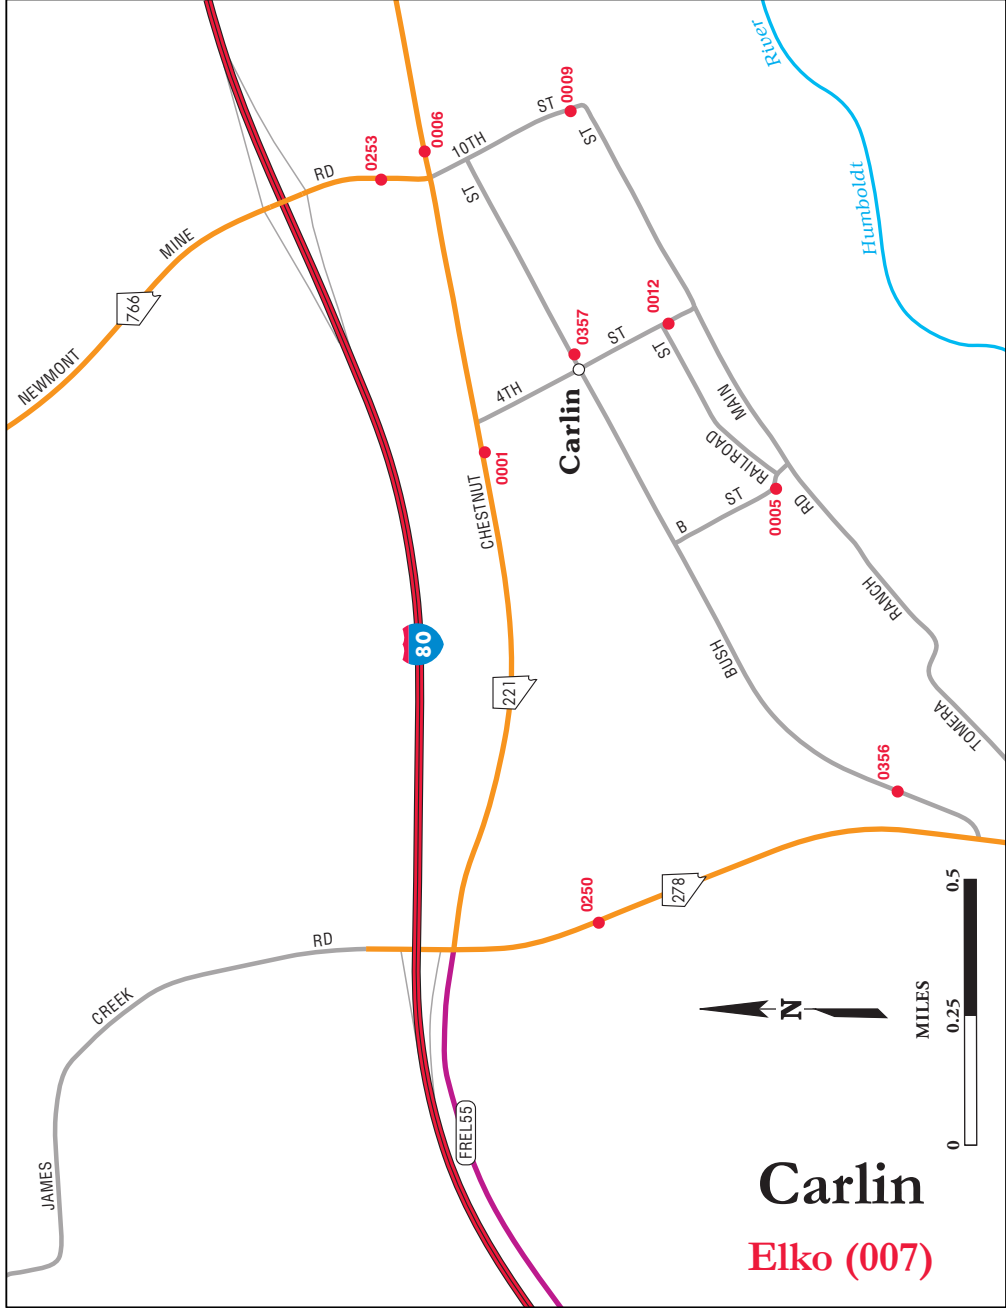 NEWMONT
MINE
RD
766
0253
0006
10TH
ST
0009
ST
ST
River
Humboldt
0012
0357
ST
ST
4TH
Carlin
MAIN
RAILROAD
0001
CHESTNUT
0005
ST
B
RD
RANCH
80
221
BUSH
TOMERA
0356
0250
278
RD
CREEK
JAMES
FREL55
N
MILES
0 0.25 0.5
Carlin
Elko (007)